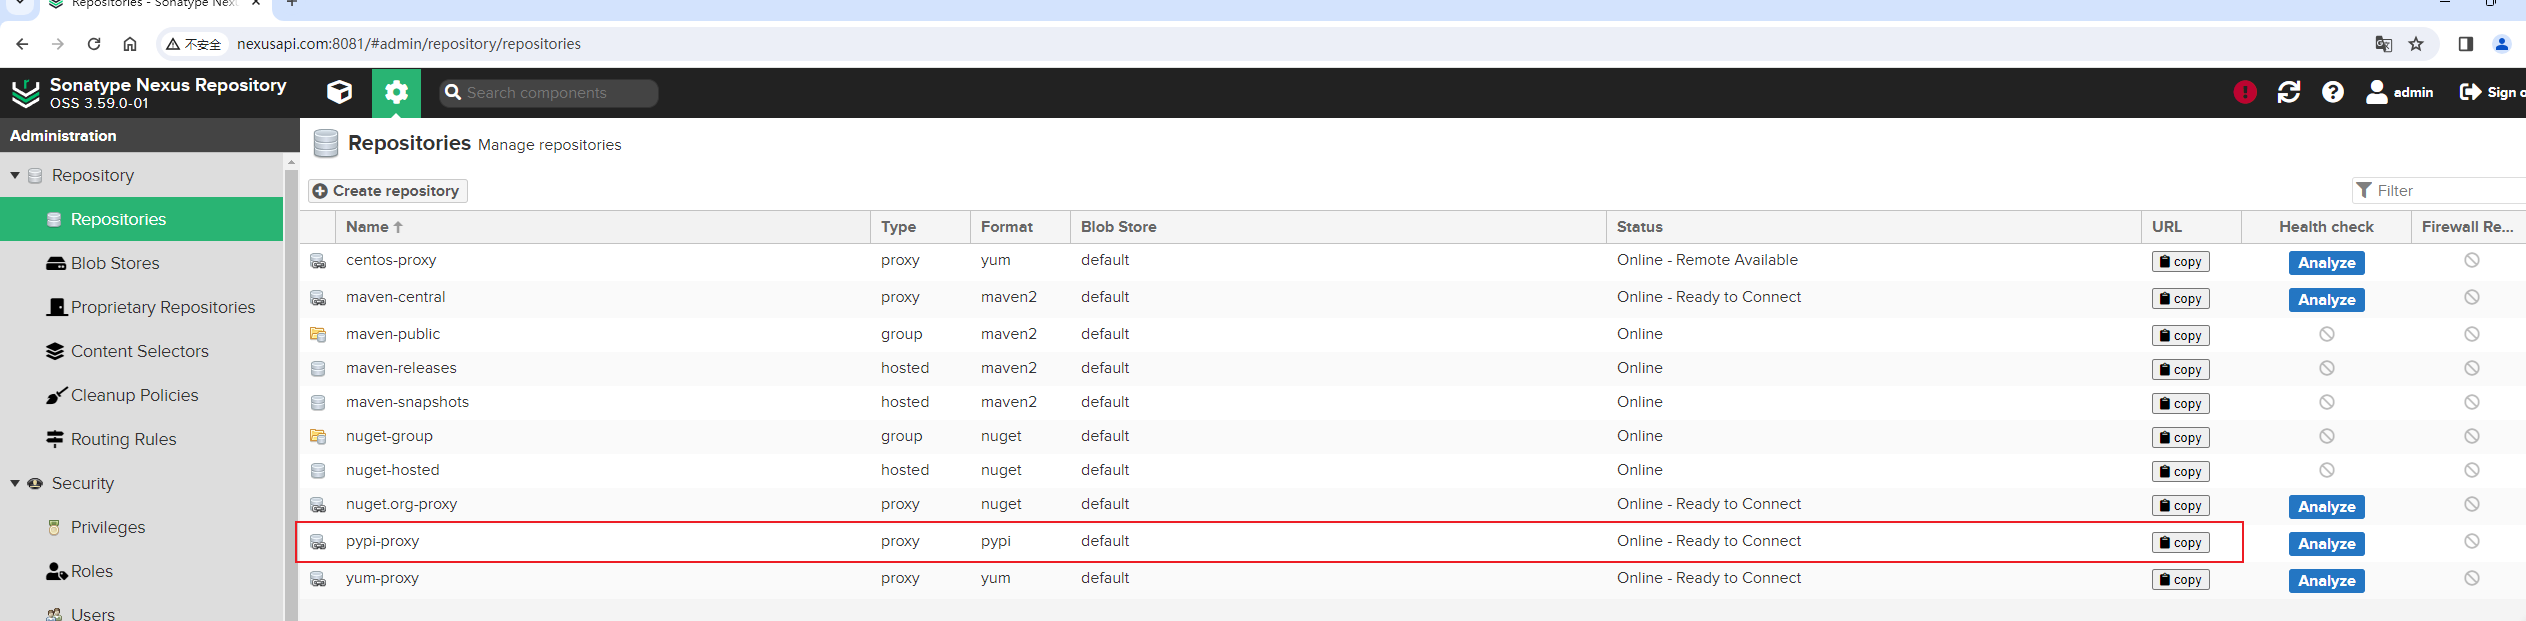 Repositories - Sonatype Nexu
不安全 nexusapi.com:8081/#admin/repository/repositories
Sonatype Nexus Repository
OSS 3.59.0-01
Search components
admin
Sign o
Administration
Repositories Manage repositories
Repository
Create repository
Filter
Repositories
Name Type Format Blob Store Status URL Health check Firewall Re...
Blob Stores
centos-proxy proxy yum default Online - Remote Available copy Analyze
Proprietary Repositories
maven-central proxy maven2 default Online - Ready to Connect copy Analyze
maven-public group maven2 default Online copy
Content Selectors
maven-releases hosted maven2 default Online copy
Cleanup Policies
maven-snapshots hosted maven2 default Online copy
Routing Rules
nuget-group group nuget default Online copy
nuget-hosted hosted nuget default Online copy
Security
nuget.org-proxy proxy nuget default Online - Ready to Connect copy Analyze
Privileges
pypi-proxy proxy pypi default Online - Ready to Connect copy Analyze
Roles
yum-proxy proxy yum default Online - Ready to Connect copy Analyze
Users